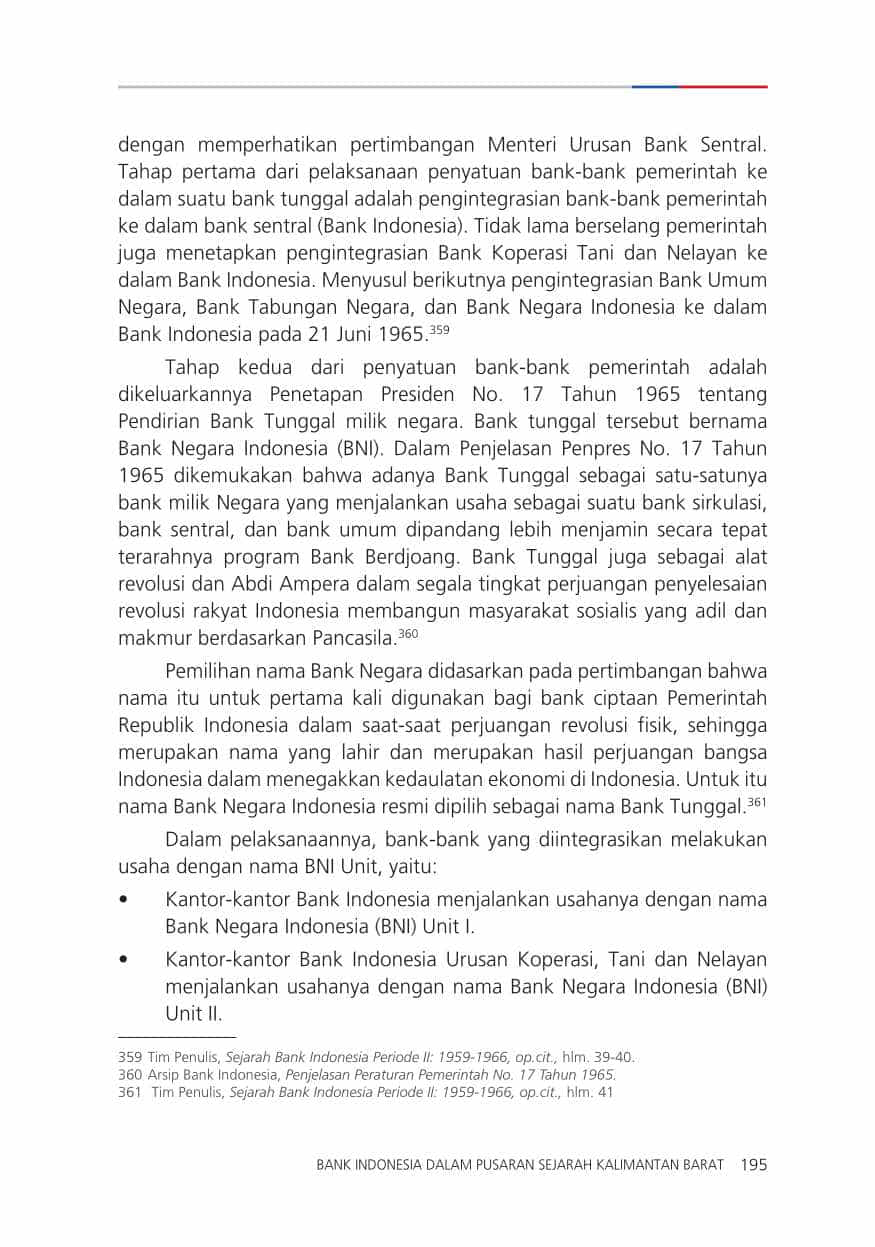 dengan memperhatikan pertimbangan Menteri Urusan Bank Sentral.
Tahap pertama dari pelaksanaan penyatuan bank-bank pemerintah ke
dalam suatu bank tunggal adalah pengintegrasian bank-bank pemerintah
ke dalam bank sentral (Bank Indonesia). Tidak lama berselang pemerintah
juga menetapkan pengintegrasian Bank Koperasi Tani dan Nelayan ke
dalam Bank Indonesia. Menyusul berikutnya pengintegrasian Bank Umum
Negara, Bank Tabungan Negara, dan Bank Negara Indonesia ke dalam
Bank Indonesia pada 21 Juni 1965.359
Tahap kedua dari penyatuan bank-bank pemerintah adalah
dikeluarkannya Penetapan Presiden No. 17 Tahun 1965 tentang
Pendirian Bank Tunggal milik negara. Bank tunggal tersebut bernama
Bank Negara Indonesia (BNI). Dalam Penjelasan Penpres No. 17 Tahun
1965 dikemukakan bahwa adanya Bank Tunggal sebagai satu-satunya
bank milik Negara yang menjalankan usaha sebagai suatu bank sirkulasi,
bank sentral, dan bank umum dipandang lebih menjamin secara tepat
terarahnya program Bank Berdjoang. Bank Tunggal juga sebagai alat
revolusi dan Abdi Ampera dalam segala tingkat perjuangan penyelesaian
revolusi rakyat Indonesia membangun masyarakat sosialis yang adil dan
makmur berdasarkan Pancasila.360
Pemilihan nama Bank Negara didasarkan pada pertimbangan bahwa
nama itu untuk pertama kali digunakan bagi bank ciptaan Pemerintah
Republik Indonesia dalam saat-saat perjuangan revolusi fisik, sehingga
merupakan nama yang lahir dan merupakan hasil perjuangan bangsa
Indonesia dalam menegakkan kedaulatan ekonomi di Indonesia. Untuk itu
nama Bank Negara Indonesia resmi dipilih sebagai nama Bank Tunggal.361
Dalam pelaksanaannya, bank-bank yang diintegrasikan melakukan
usaha dengan nama BNI Unit, yaitu:
• Kantor-kantor Bank Indonesia menjalankan usahanya dengan nama
Bank Negara Indonesia (BNI) Unit I.
• Kantor-kantor Bank Indonesia Urusan Koperasi, Tani dan Nelayan
menjalankan usahanya dengan nama Bank Negara Indonesia (BNI)
Unit II.
359 Tim Penulis, Sejarah Bank Indonesia Periode II: 1959-1966, op.cit., hlm. 39-40.
360 Arsip Bank Indonesia, Penjelasan Peraturan Pemerintah No. 17 Tahun 1965.
361 Tim Penulis, Sejarah Bank Indonesia Periode II: 1959-1966, op.cit., hlm. 41
BANK INDONESIA DALAM PUSARAN SEJARAH KALIMANTAN BARAT 195